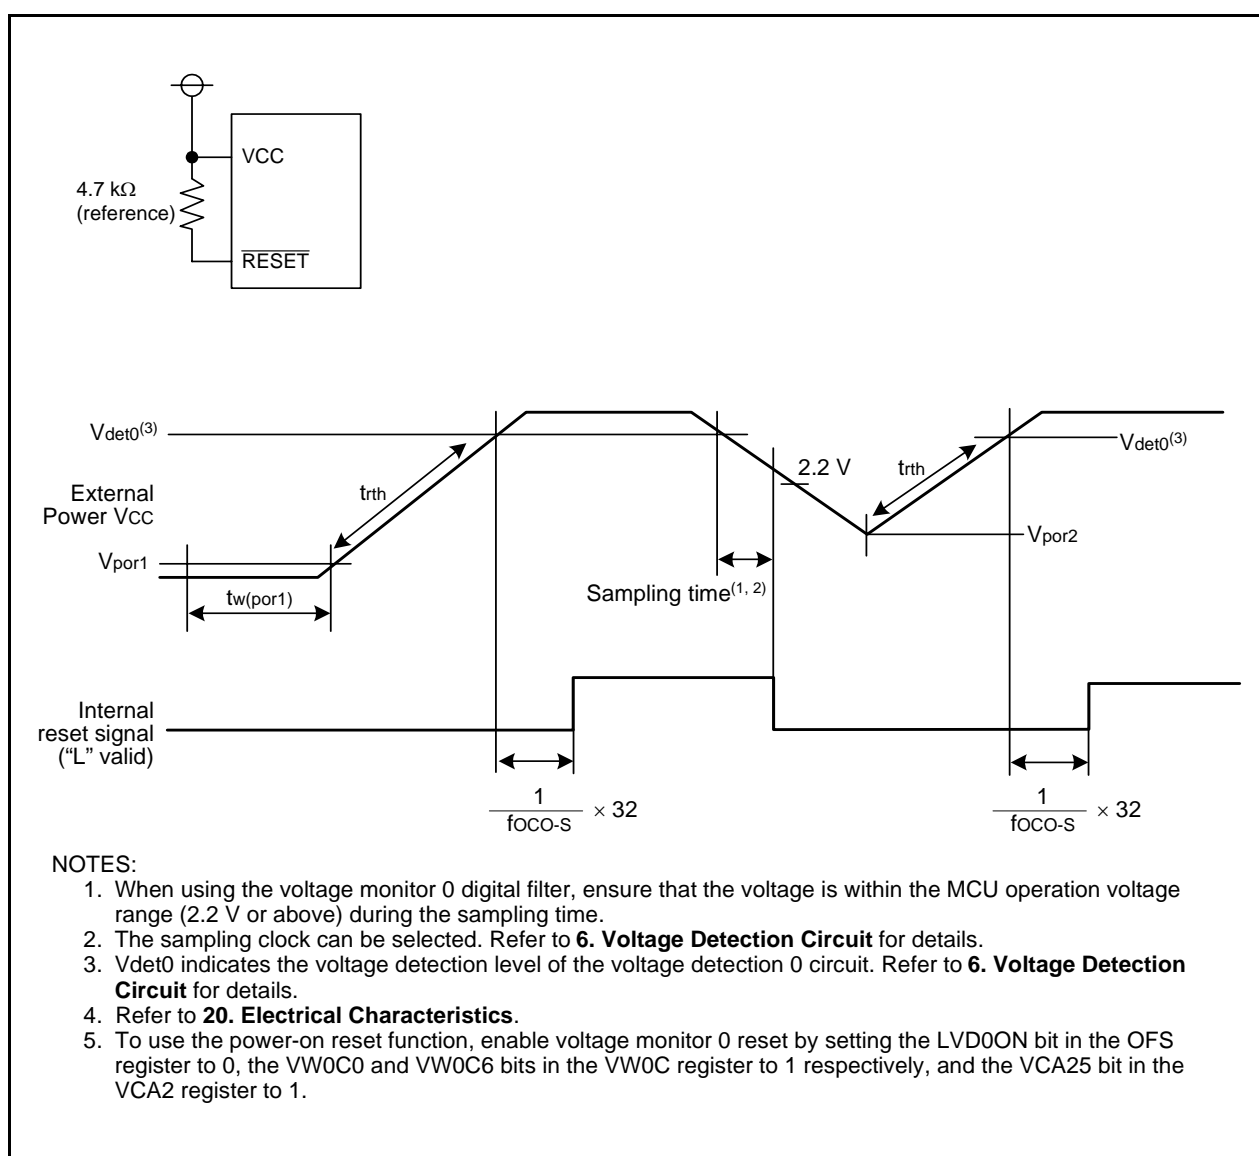 VCC
4.7 kΩ
(reference)
RESET
Vdet0(3)
2.2 V
Vdet0(3)
trth
trth
External
Power VCC
Vpor2
Vpor1
Sampling time(1, 2)
tw(por1)
Internal
reset signal
(“L” valid)
1
fOCO-S
× 32
1
fOCO-S
× 32
NOTES:
1. When using the voltage monitor 0 digital filter, ensure that the voltage is within the MCU operation voltage
range (2.2 V or above) during the sampling time.
2. The sampling clock can be selected. Refer to 6. Voltage Detection Circuit for details.
3. Vdet0 indicates the voltage detection level of the voltage detection 0 circuit. Refer to 6. Voltage Detection
Circuit for details.
4. Refer to 20. Electrical Characteristics.
5. To use the power-on reset function, enable voltage monitor 0 reset by setting the LVD0ON bit in the OFS
register to 0, the VW0C0 and VW0C6 bits in the VW0C register to 1 respectively, and the VCA25 bit in the
VCA2 register to 1.